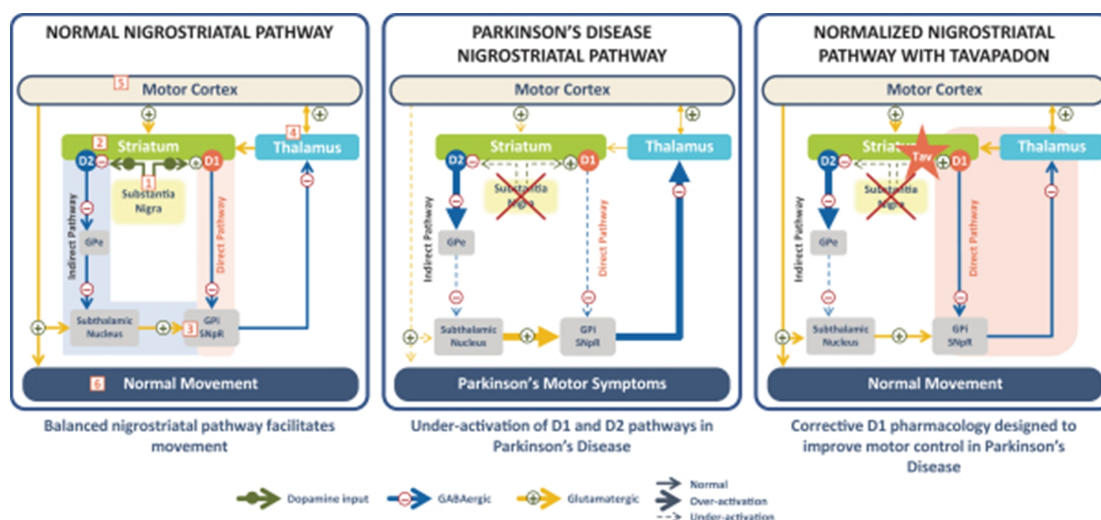 NORMAL NIGROSTRIATAL PATHWAY
5
Motor Cortex
+
+
2
Striatum
4
Thalamus
D2
−
+
D1
1
Substantia
Nigra
−
−
Indirect Pathway
GPe
Direct Pathway
−
−
+
Subthalamic
Nucleus
+
3
GPi
SNpR
6
Normal Movement
Balanced nigrostriatal pathway facilitates
movement
PARKINSON'S DISEASE
NIGROSTRIATAL PATHWAY
Motor Cortex
+
+
Striatum
Thalamus
D2
−
+
D1
Substantia
Nigra
−
−
Indirect Pathway
GPe
Direct Pathway
−
−
+
Subthalamic
Nucleus
+
GPi
SNpR
Parkinson's Motor Symptoms
Under-activation of D1 and D2 pathways in
Parkinson's Disease
NORMALIZED NIGROSTRIATAL
PATHWAY WITH TAVAPADON
Motor Cortex
+
+
Thalamus
D2
−
Tav
+
D1
Substantia
Nigra
−
−
Indirect Pathway
GPe
Direct Pathway
−
−
+
Subthalamic
Nucleus
+
GPi
SNpR
Normal Movement
Corrective D1 pharmacology designed to
improve motor control in Parkinson's
Disease
Dopamine input
−
GABAergic
+
Glutamatergic
Normal
Over-activation
Under-activation